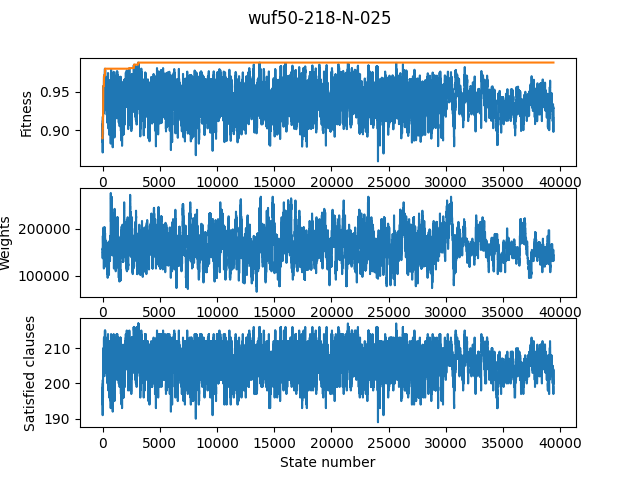 wuf50-218-N-025
Fitness
0.95
0.90
0 5000 10000 15000 20000 25000 30000 35000 40000
Weights
200000
100000
0 5000 10000 15000 20000 25000 30000 35000 40000
Satisfied clauses
210
200
190
0 5000 10000 15000 20000 25000 30000 35000 40000
State number